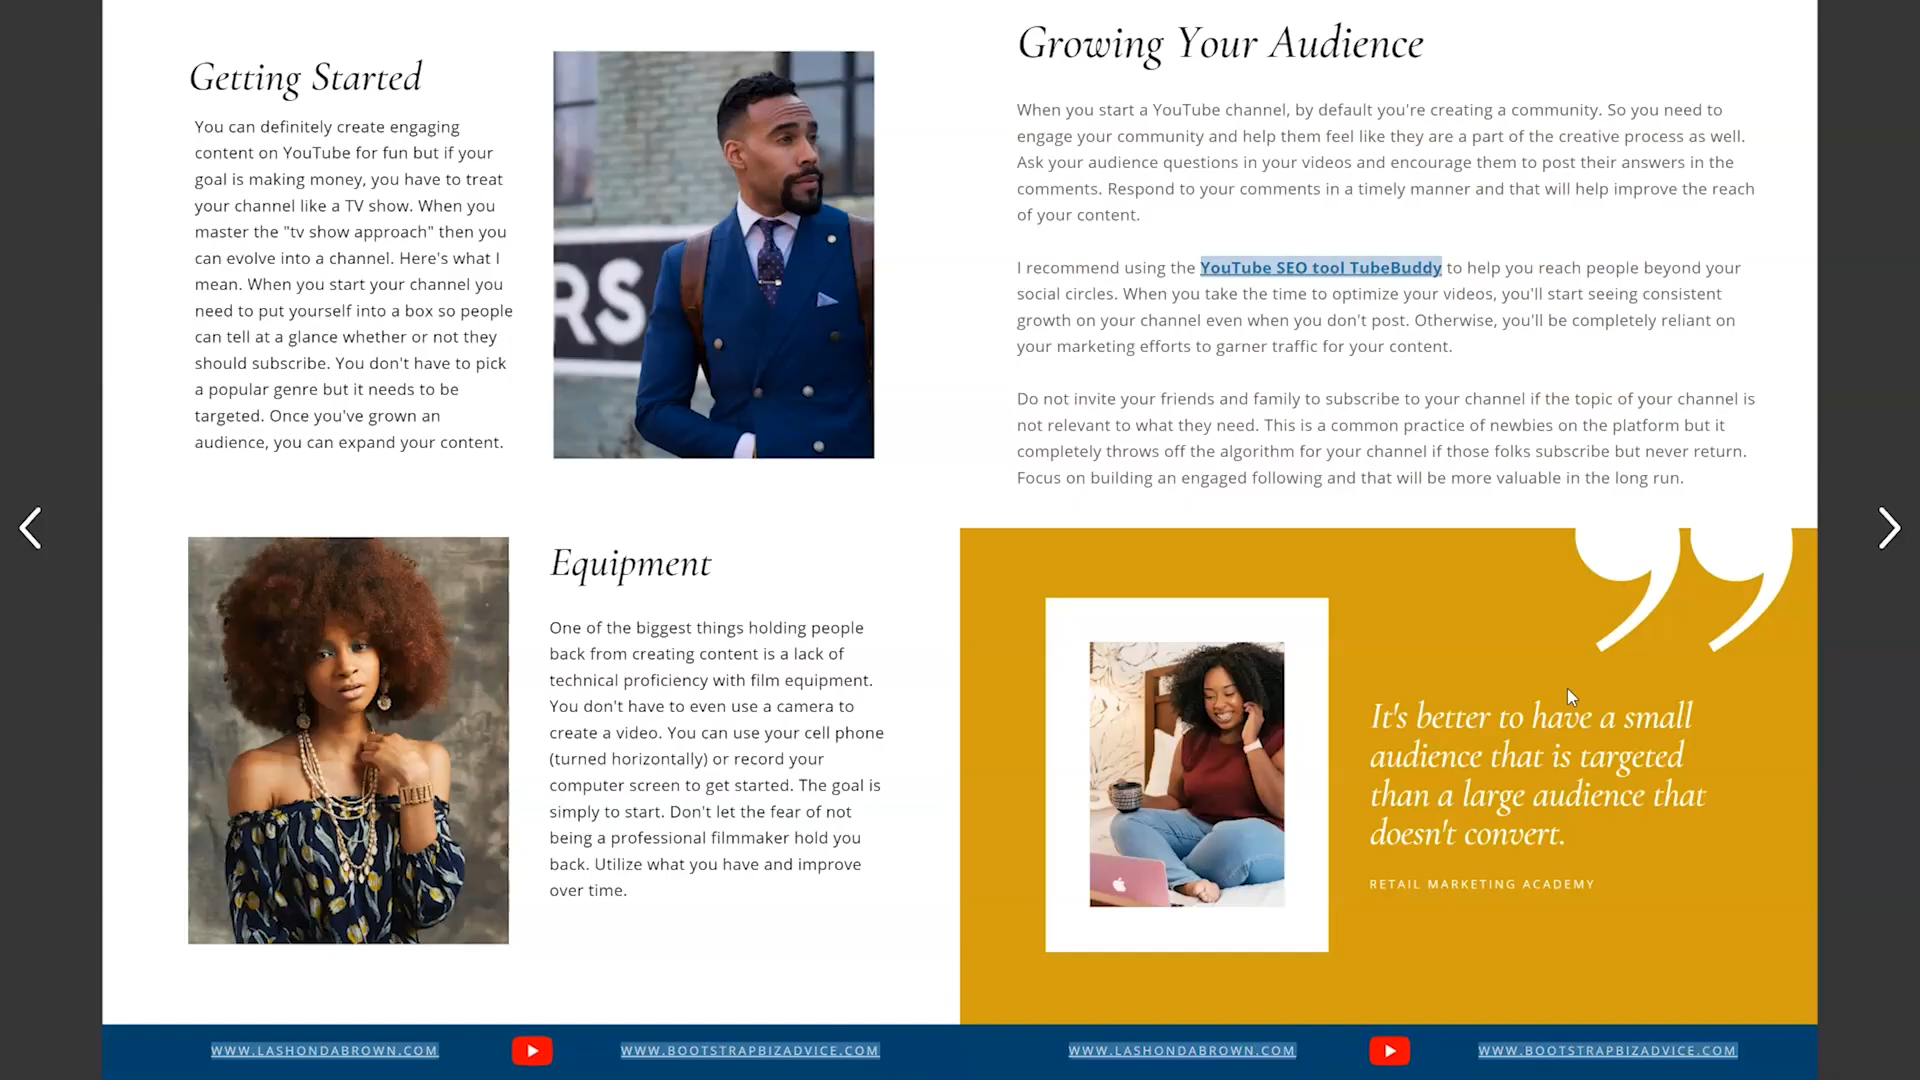 Getting Started
You can definitely create engaging
content on YouTube for fun but if your
goal is making money, you have to treat
your channel like a TV show. When you
master the "tv show approach" then you
can evolve into a channel. Here's what I
mean. When you start your channel you
need to put yourself into a box so people
can tell at a glance whether or not they
should subscribe. You don't have to pick
a popular genre but it needs to be
targeted. Once you've grown an
audience, you can expand your content.
RS
Equipment
One of the biggest things holding people
back from creating content is a lack of
technical proficiency with film equipment.
You don't have to even use a camera to
create a video. You can use your cell phone
(turned horizontally) or record your
computer screen to get started. The goal is
simply to start. Don't let the fear of not
being a professional filmmaker hold you
back. Utilize what you have and improve
over time.
Growing Your Audience
When you start a YouTube channel, by default you're creating a community. So you need to
engage your community and help them feel like they are a part of the creative process as well.
Ask your audience questions in your videos and encourage them to post their answers in the
comments. Respond to your comments in a timely manner and that will help improve the reach
of your content.
I recommend using the YouTube SEO tool TubeBuddy to help you reach people beyond your
social circles. When you take the time to optimize your videos, you'll start seeing consistent
growth on your channel even when you don't post. Otherwise, you'll be completely reliant on
your marketing efforts to garner traffic for your content.
Do not invite your friends and family to subscribe to your channel if the topic of your channel is
not relevant to what they need. This is a common practice of newbies on the platform but it
completely throws off the algorithm for your channel if those folks subscribe but never return.
Focus on building an engaged following and that will be more valuable in the long run.
”
It's better to have a small
audience that is targeted
than a large audience that
doesn't convert.
RETAIL MARKETING ACADEMY
WWW.LASHONDABROWN.COM
WWW.BOOTSTRAPBIZADVICE.COM
WWW.LASHONDABROWN.COM
WWW.BOOTSTRAPBIZADVICE.COM